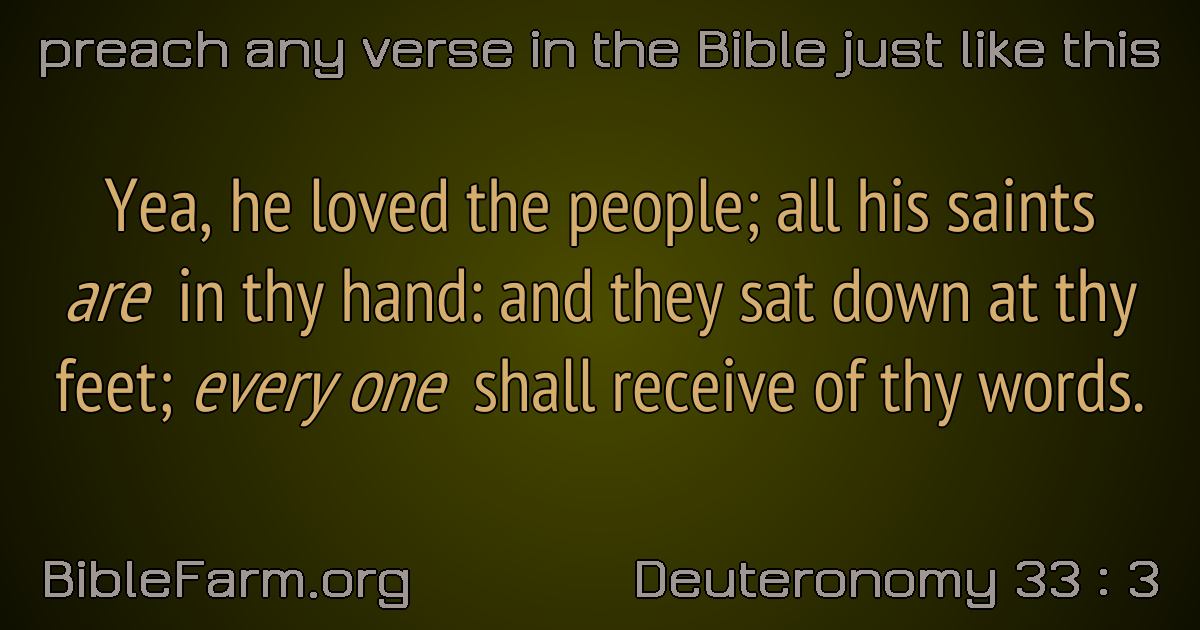 preach any verse in the Bible just like this
Yea, he loved the people; all his saints
are in thy hand: and they sat down at thy
feet; every one shall receive of thy words.
BibleFarm.org
Deuteronomy 33 : 3